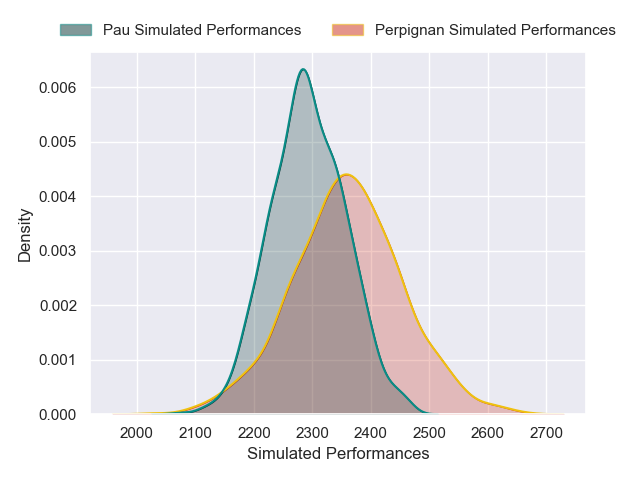 Pau Simulated Performances
Perpignan Simulated Performances
0.006
0.005
0.004
0.003
0.002
0.001
0.000
Density
2000 2100 2200 2300 2400 2500 2600 2700
Simulated Performances